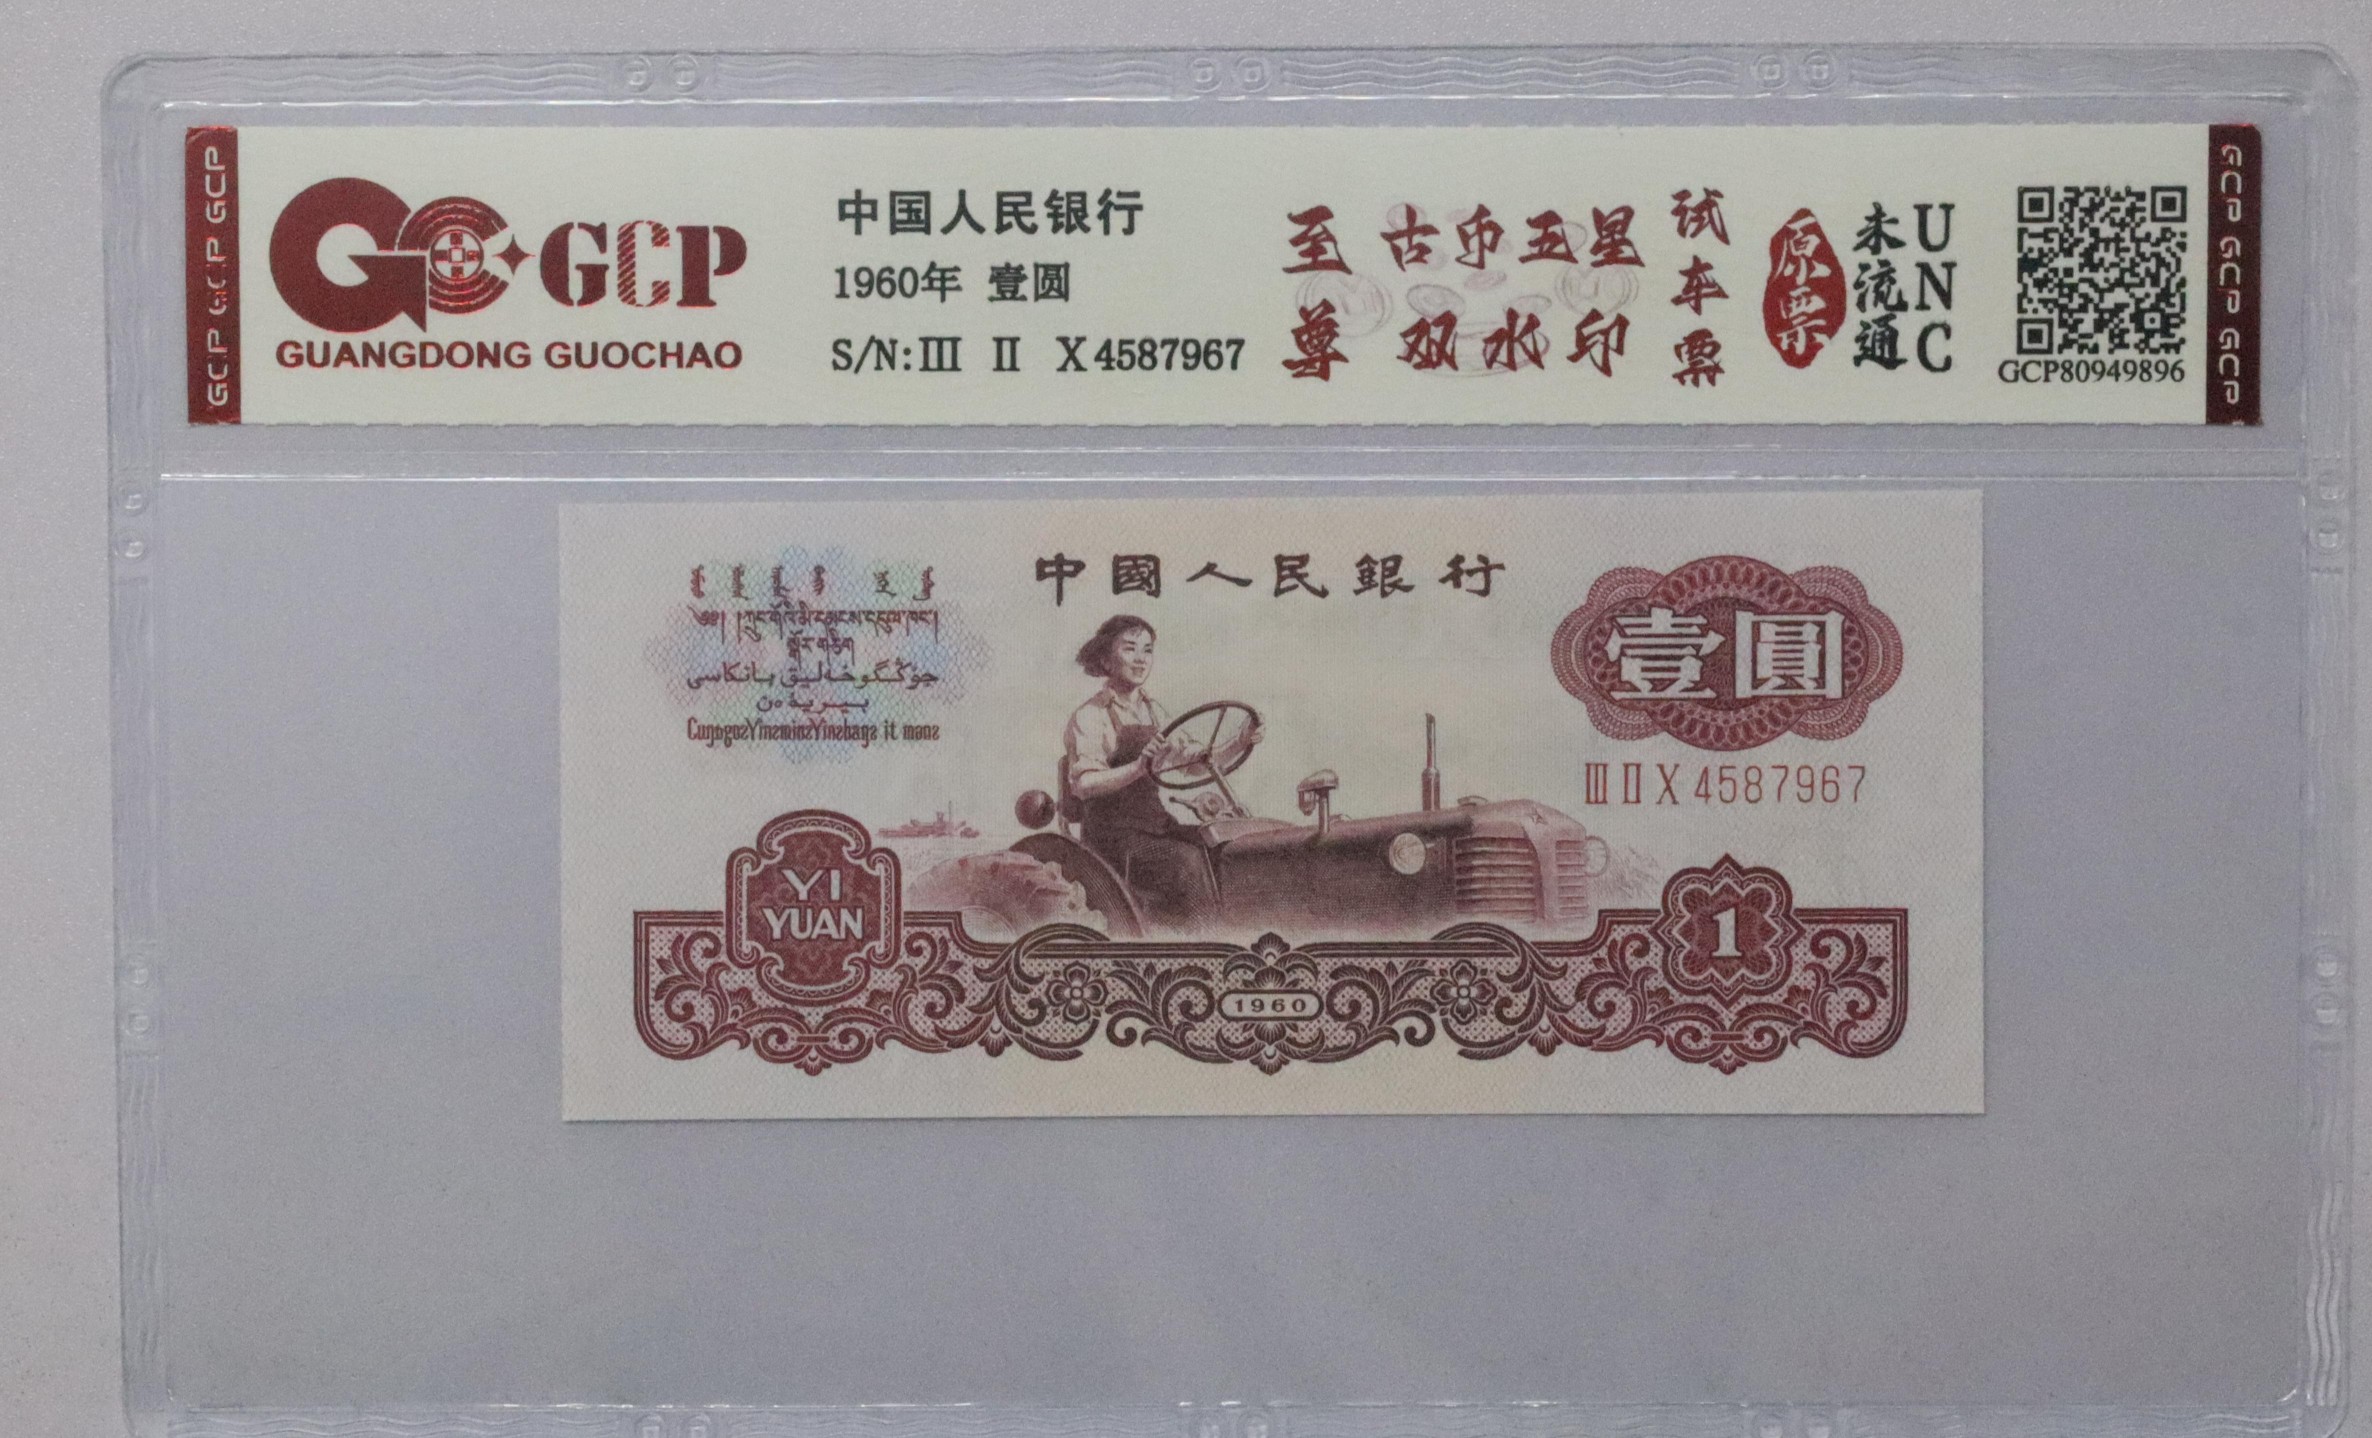 GCP GCP GCP
GCP
GUANGDONG GUOCHAO
中国人民银行
1960年 壹圆
S/N:III II X4587967
至尊
古币五星
双水印
试车票
原票
未流通
UNC
GCP80949896
GCP GCP GCP
中國人民銀行
壹圓
IIIIIX4587967
YI
YUAN
1
1960